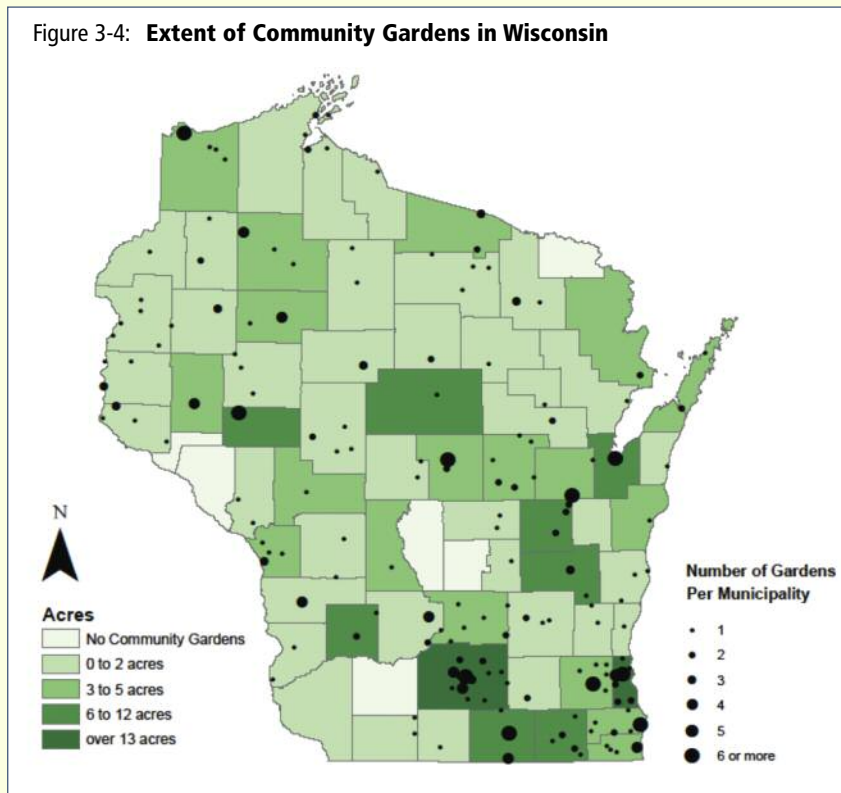 Figure 3-4: Extent of Community Gardens in Wisconsin
N
Acres
No Community Gardens
0 to 2 acres
3 to 5 acres
6 to 12 acres
over 13 acres
Number of Gardens
Per Municipality
1
2
3
4
5
6 or more